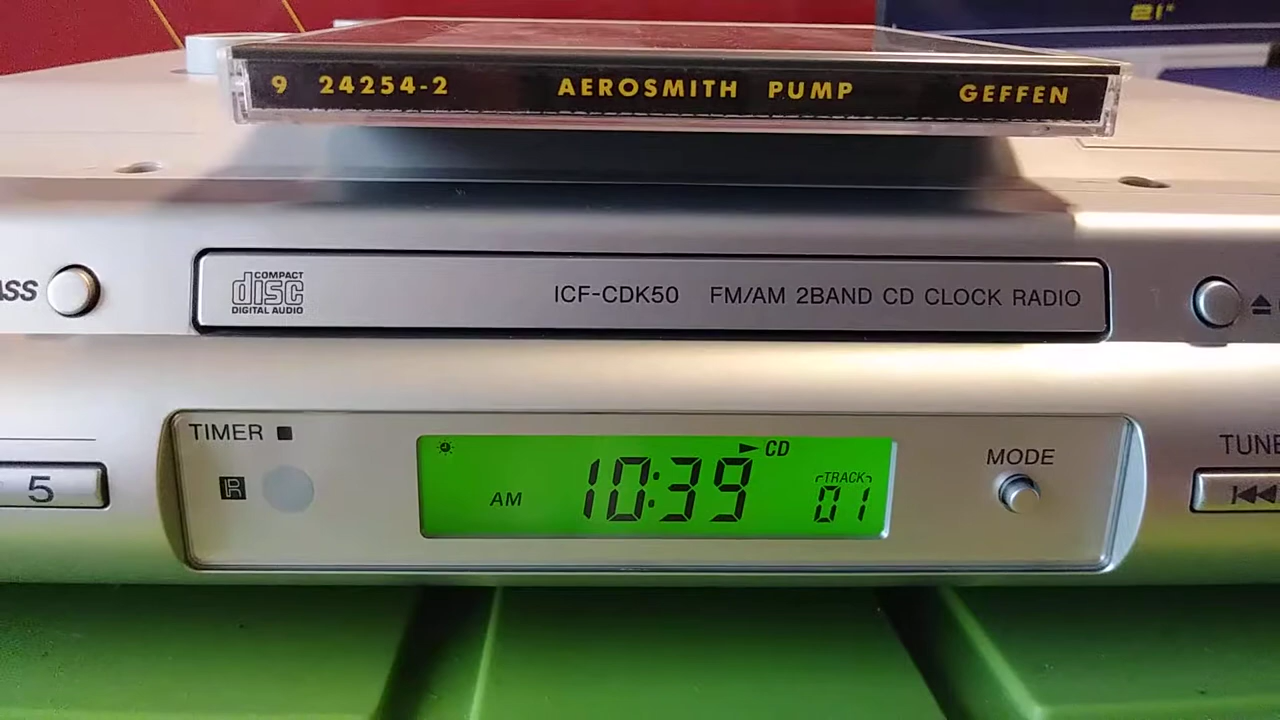 21°
9 24254-2 AEROSMITH PUMP GEFFEN
COMPACT
disc
DIGITAL AUDIO
ICF-CDK50 FM/AM 2BAND CD CLOCK RADIO
ASS
TIMER
CD
AM 10:39
TRACK
01
MODE
5
TUNE
R